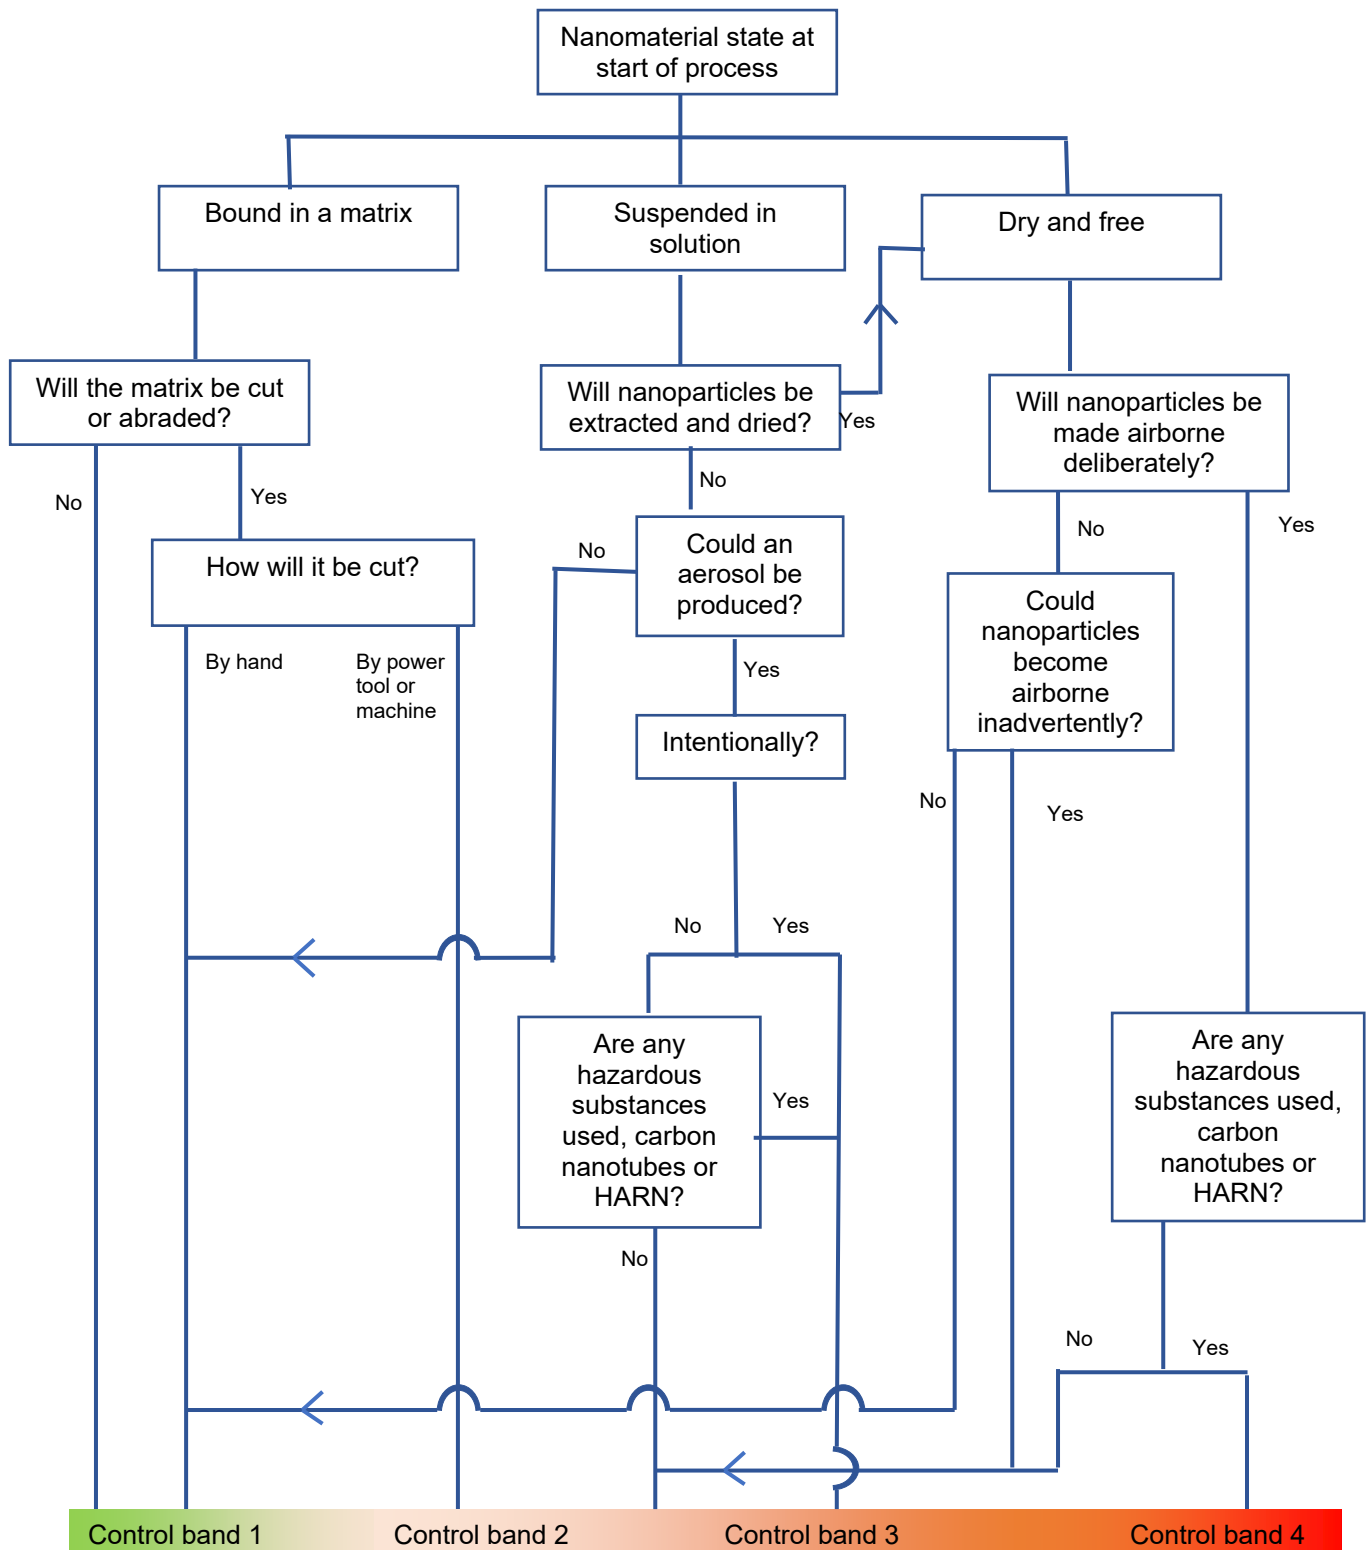 Nanomaterial state at
start of process
Bound in a matrix
Suspended in
solution
Dry and free
Will the matrix be cut
or abraded?
Will nanoparticles be
extracted and dried?
Yes
Will nanoparticles be
made airborne
deliberately?
No
Yes
No
No
Yes
How will it be cut?
No
Could an
aerosol be
produced?
Could
nanoparticles
become
airborne
inadvertently?
By hand
By power
tool or
machine
Yes
Intentionally?
No
Yes
No
Yes
Are any
hazardous
substances
used, carbon
nanotubes or
HARN?
Yes
Are any
hazardous
substances used,
carbon
nanotubes or
HARN?
No
No
Yes
Control band 1
Control band 2
Control band 3
Control band 4